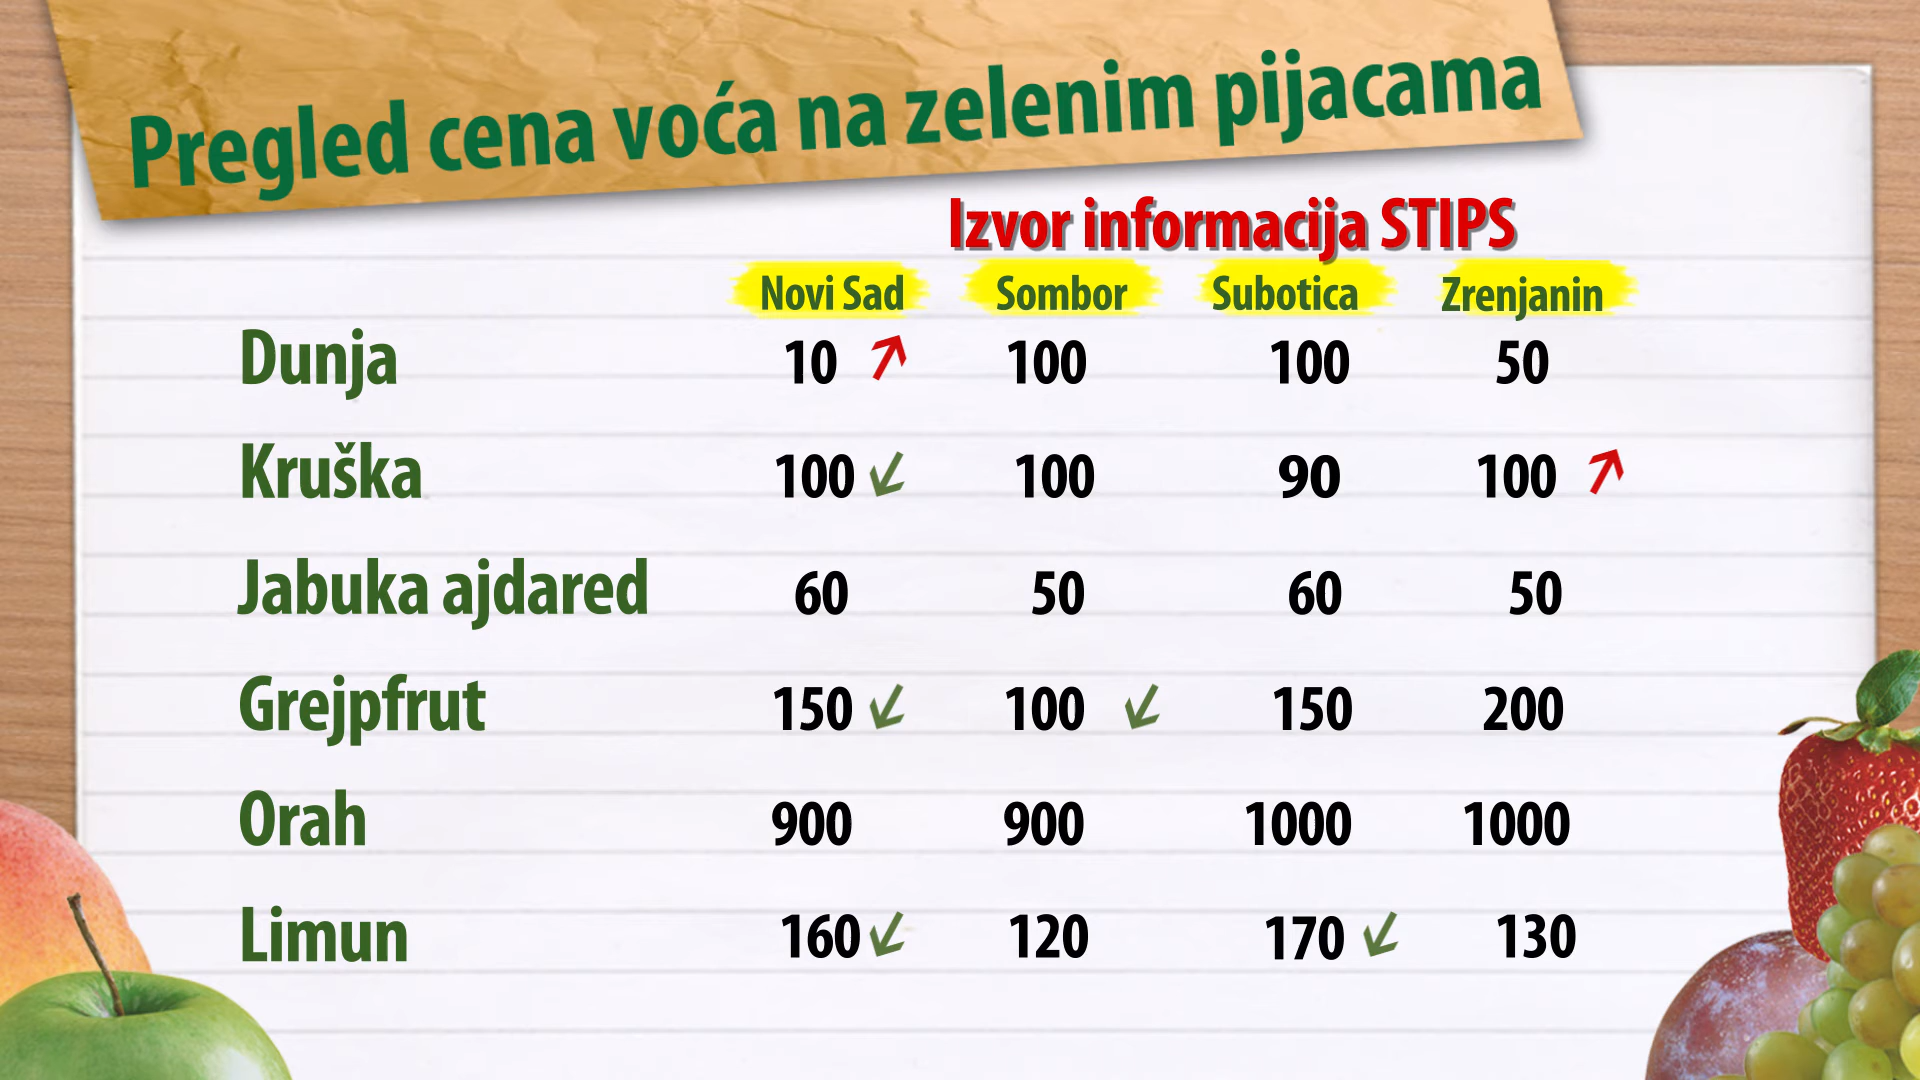 Pregled cena voća na zelenim pijacama
Izvor informacija STIPS
Novi Sad Sombor Subotica Zrenjanin
Dunja 10 100 100 50
Kruška 100 100 90 100
Jabuka ajdared 60 50 60 50
Grejpfrut 150 100 150 200
Orah 900 900 1000 1000
Limun 160 120 170 130